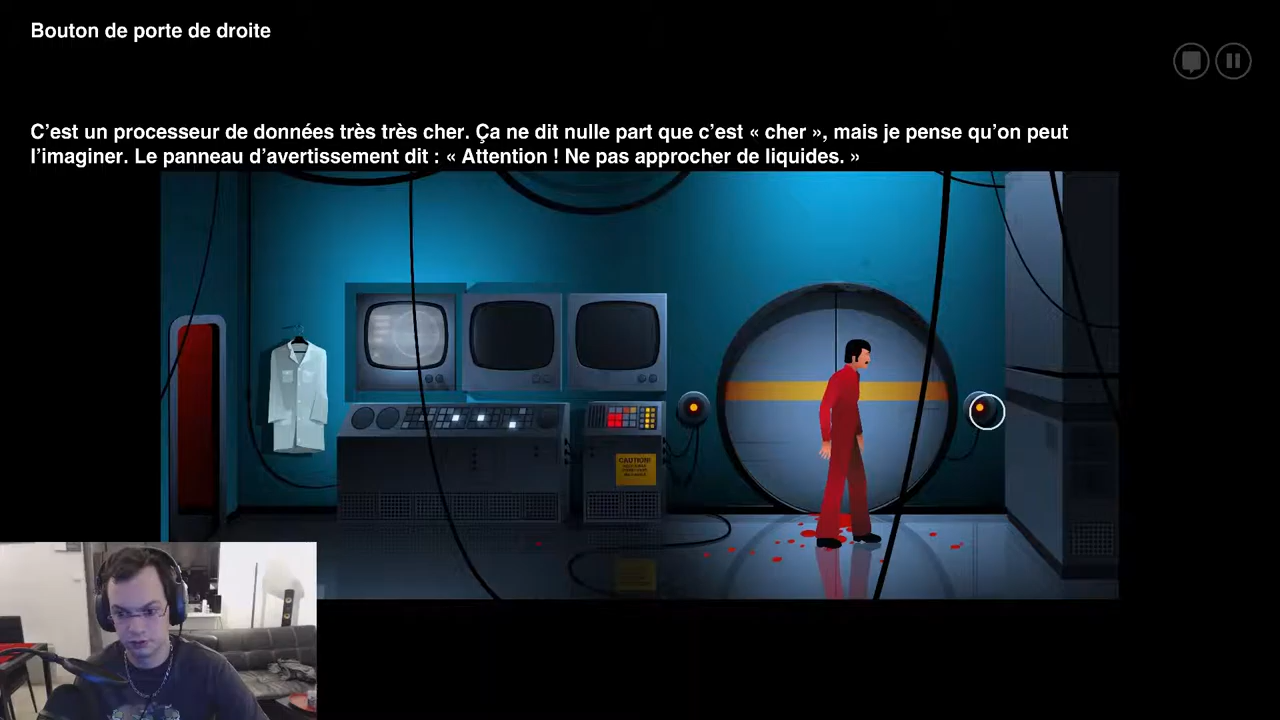 Bouton de porte de droite
C’est un processeur de données très très cher. Ça ne dit nulle part que c’est « cher », mais je pense qu’on peut
l’imaginer. Le panneau d’avertissement dit : « Attention ! Ne pas approcher de liquides. »
CAUTION!